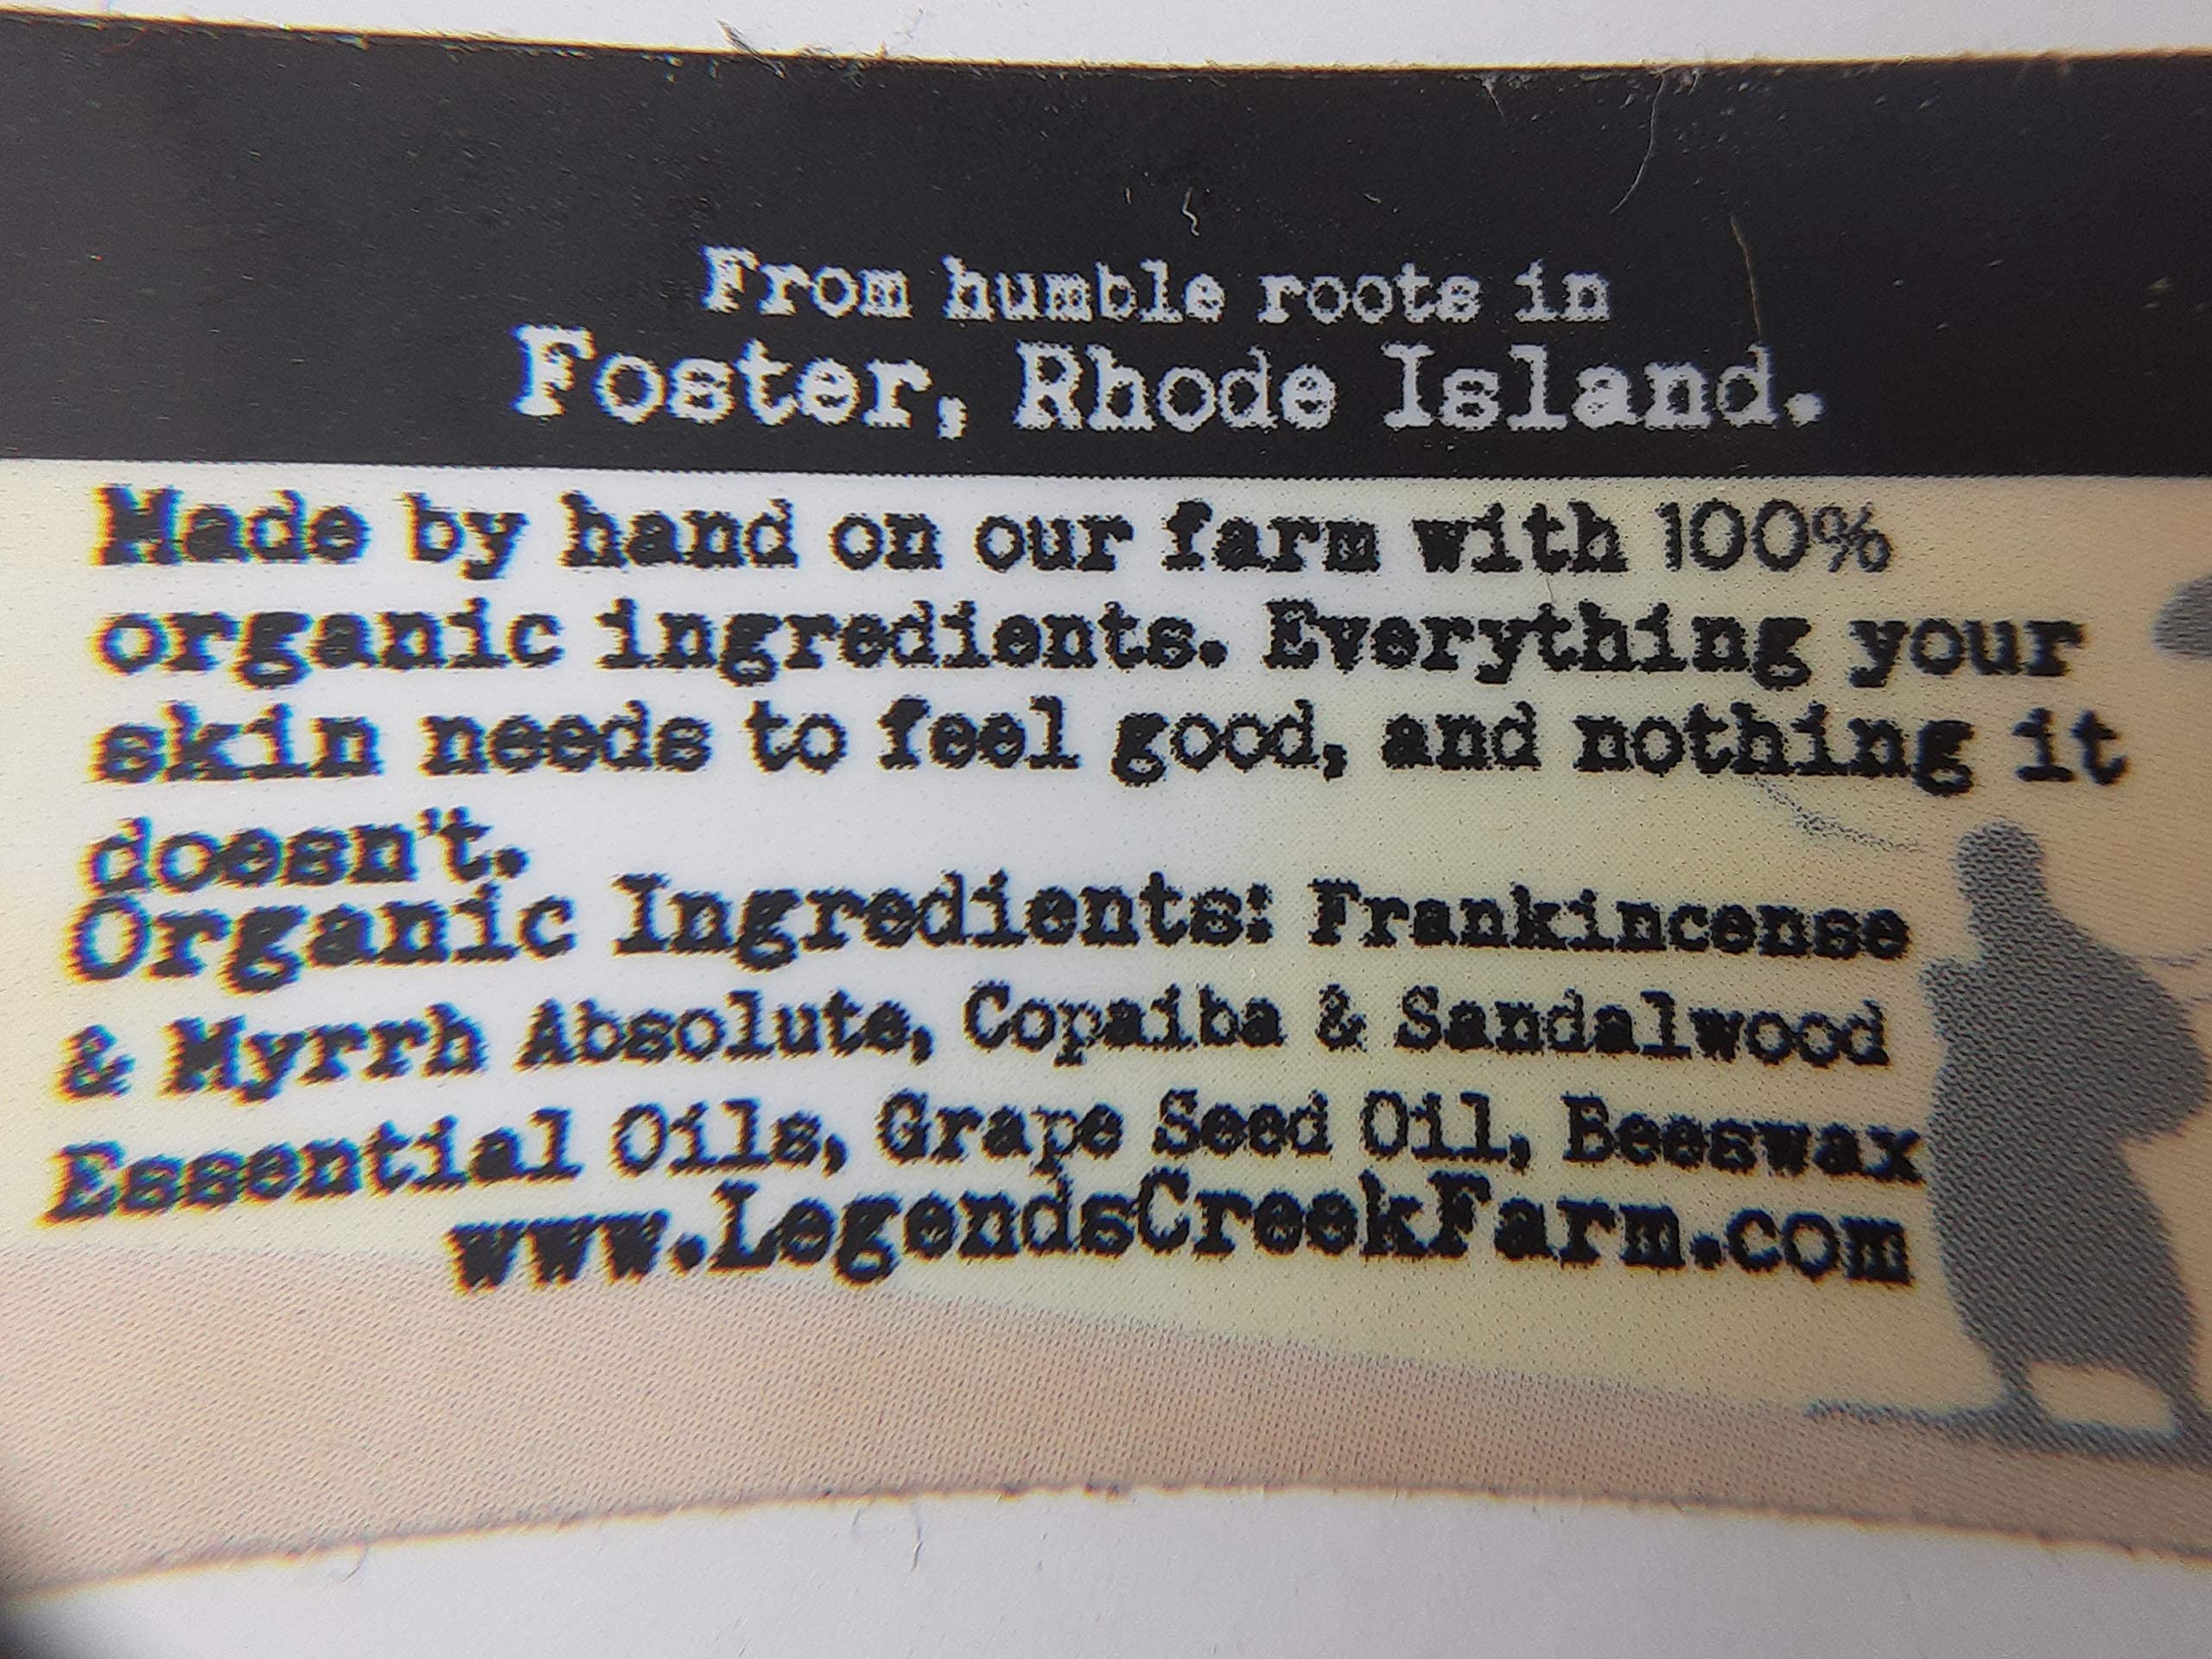 From humble roots in
Foster, Rhode Island.
Made by hand on our farm with 100%
organic ingredients. Everything your
skin needs to feel good, and nothing it
doesn't.
Organic Ingredients: Frankincense
& Myrrh Absolute, Copaiba & Sandalwood
Essential Oils, Grape Seed Oil, Beeswax
www.LegendsCreekFarm.com